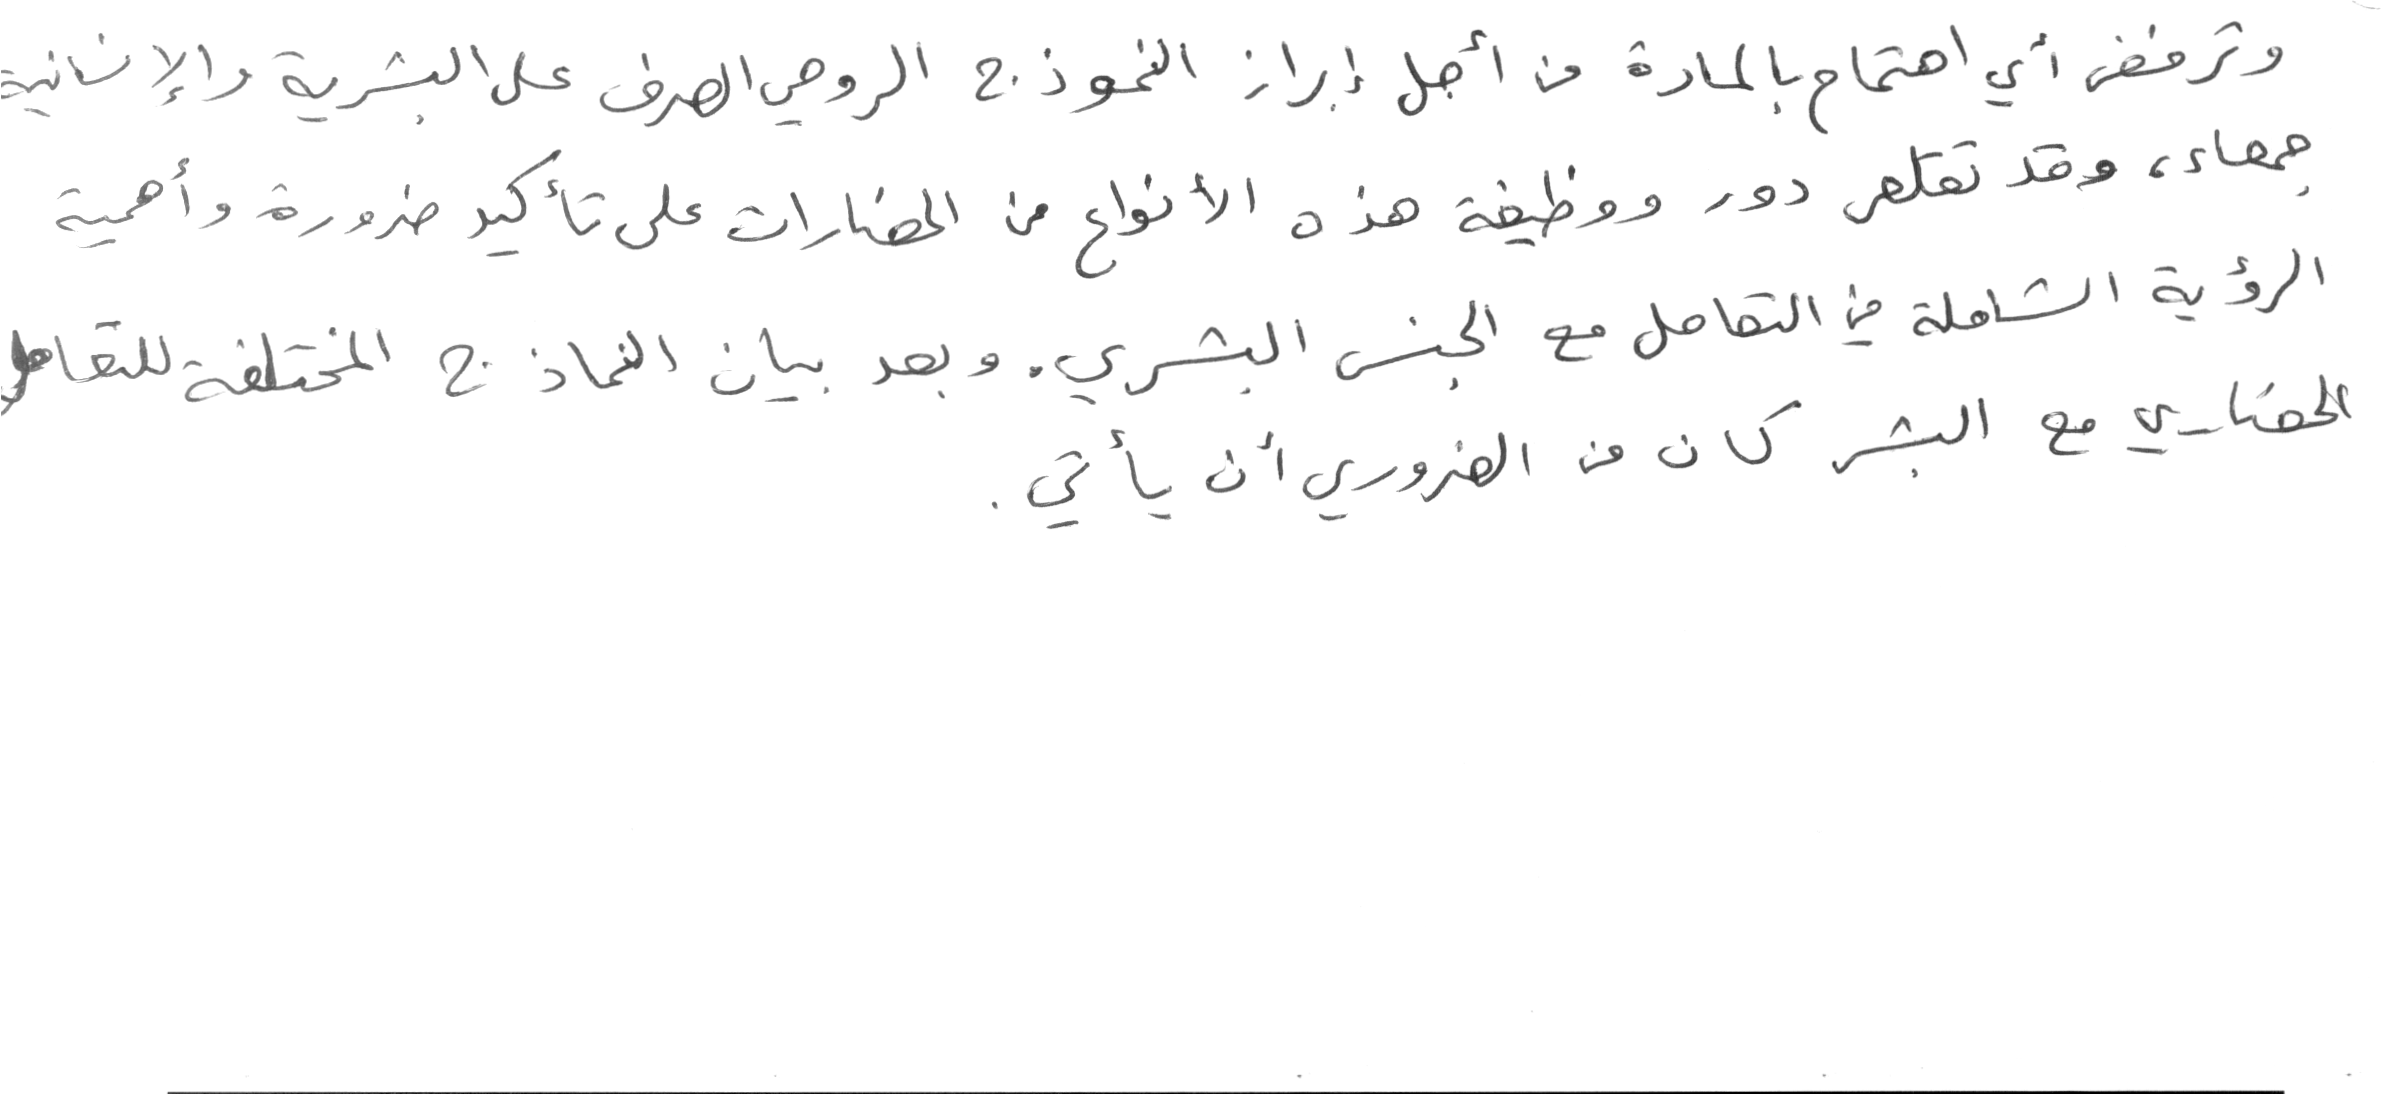 وترفض أي اهتمام بالمادة من أجل إبراز النموذج الروحي الصرف على البشرية والإنسانية
جمعاء، وقد تقتصر دور ووظيفة هذه الأنواع من الحضارات على تأكيد ضرورة وأهمية
الرؤية الشاملة في التعامل مع الجنس البشري. وبعد بيان النماذج المختلفة للتعامل
الحضاري مع البشر كان من الضروري أن يأتي.